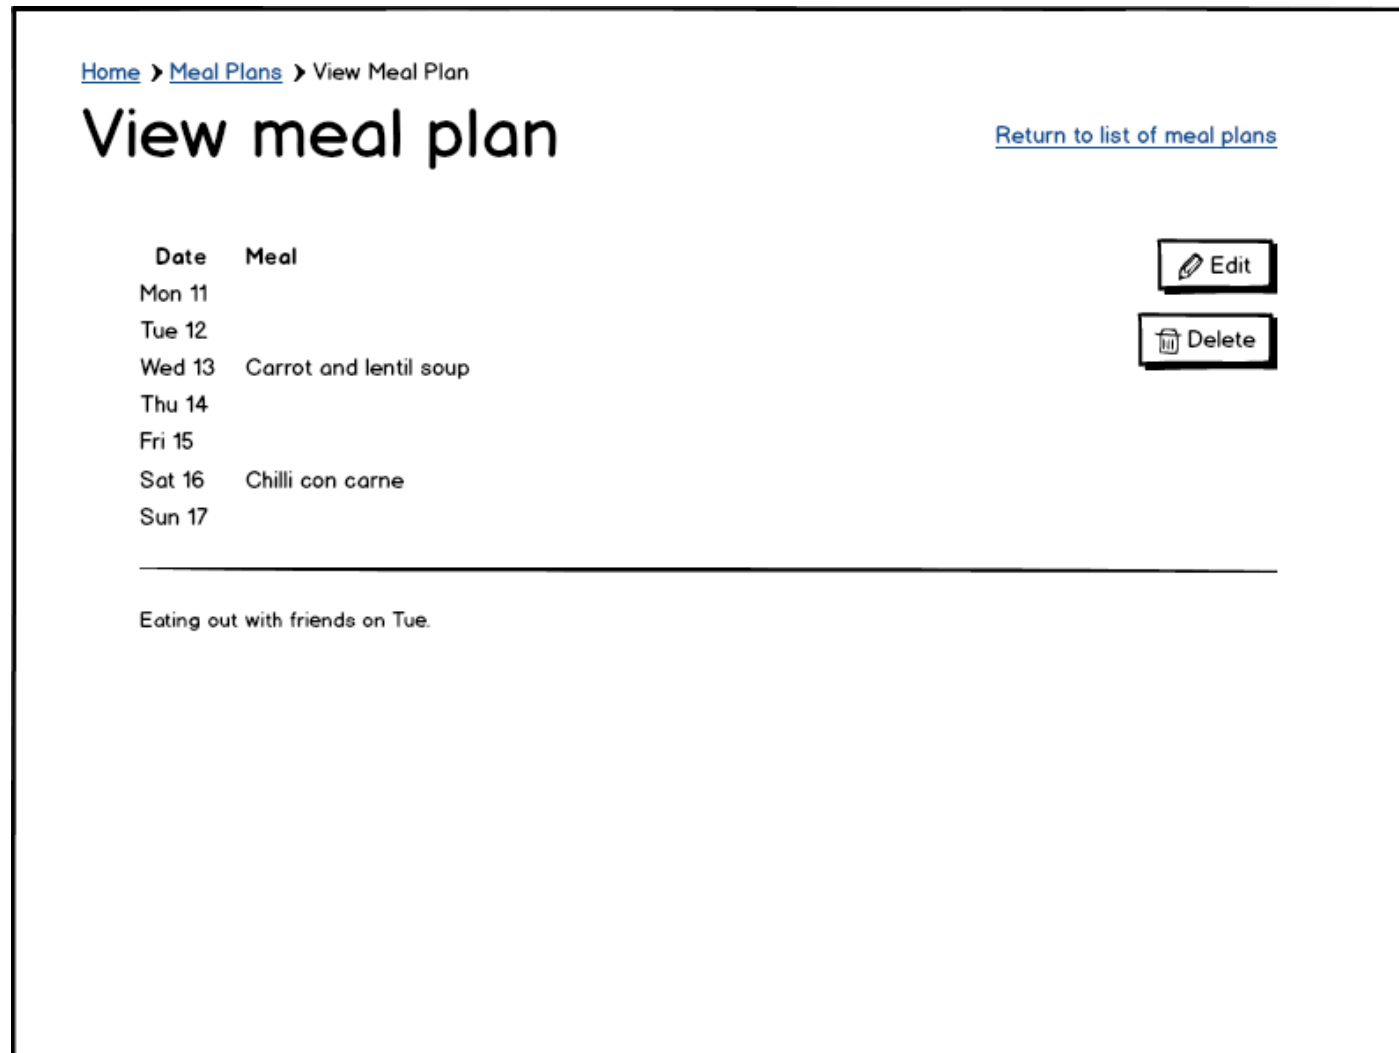 Home > Meal Plans > View Meal Plan
View meal plan
Return to list of meal plans
Date Meal
Mon 11
Tue 12
Wed 13 Carrot and lentil soup
Thu 14
Fri 15
Sat 16 Chilli con carne
Sun 17
Edit
Delete
Eating out with friends on Tue.